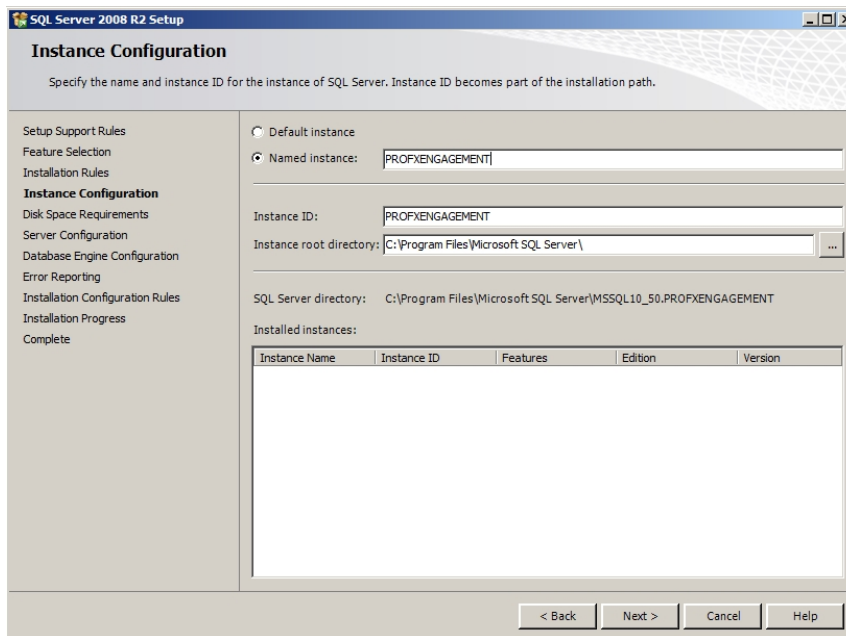 SQL Server 2008 R2 Setup
Instance Configuration
Specify the name and instance ID for the instance of SQL Server. Instance ID becomes part of the installation path.
Setup Support Rules
Feature Selection
Installation Rules
Instance Configuration
Disk Space Requirements
Server Configuration
Database Engine Configuration
Error Reporting
Installation Configuration Rules
Installation Progress
Complete
Default instance
Named instance: PROFXENGAGEMENT
Instance ID: PROFXENGAGEMENT
Instance root directory: C:\Program Files\Microsoft SQL Server\ ...
SQL Server directory: C:\Program Files\Microsoft SQL Server\MSSQL10_50.PROFXENGAGEMENT
Installed instances:
Instance Name Instance ID Features Edition Version
< Back Next > Cancel Help